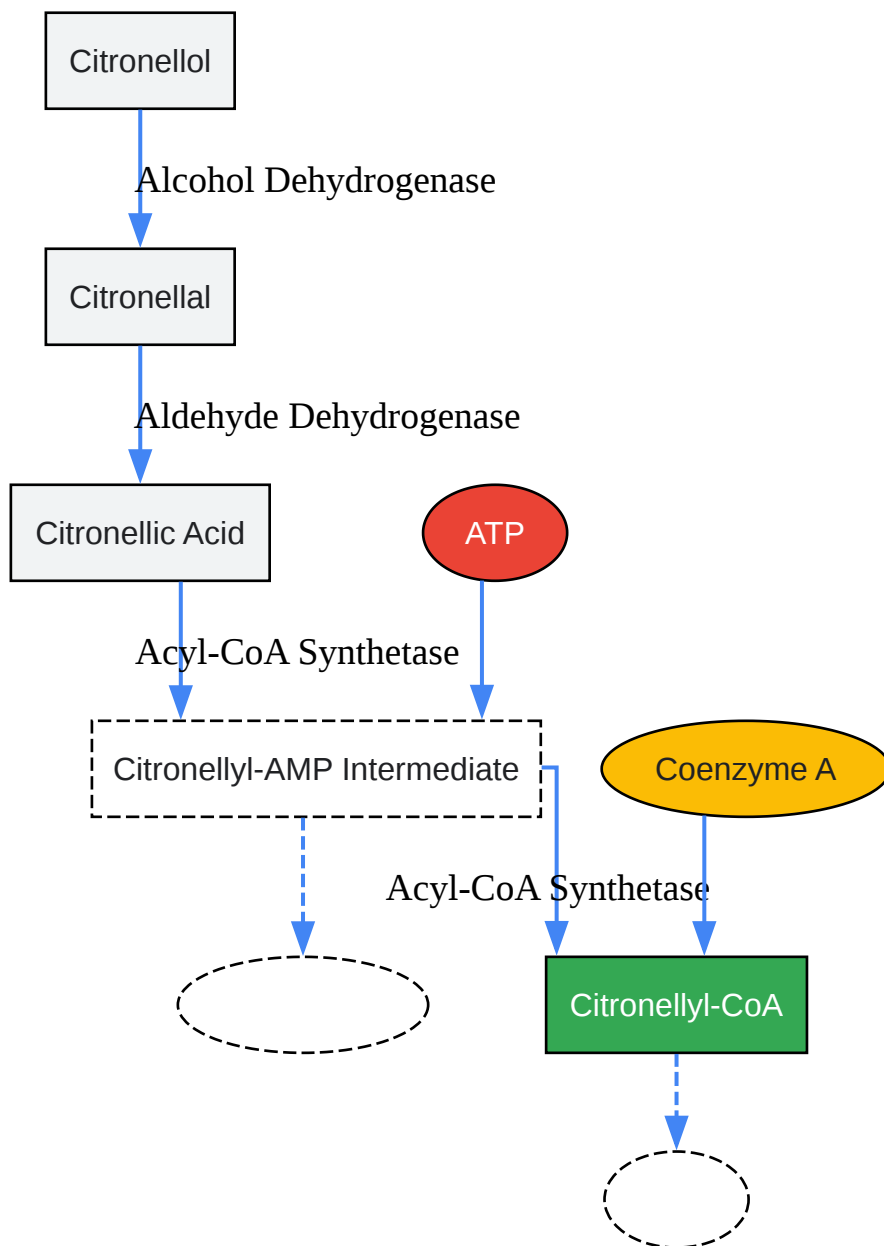 Citronellol
Alcohol Dehydrogenase
Citronellal
Aldehyde Dehydrogenase
Citronellic Acid
ATP
Acyl-CoA Synthetase
Citronellyl-AMP Intermediate
Coenzyme A
Acyl-CoA Synthetase
Citronellyl-CoA